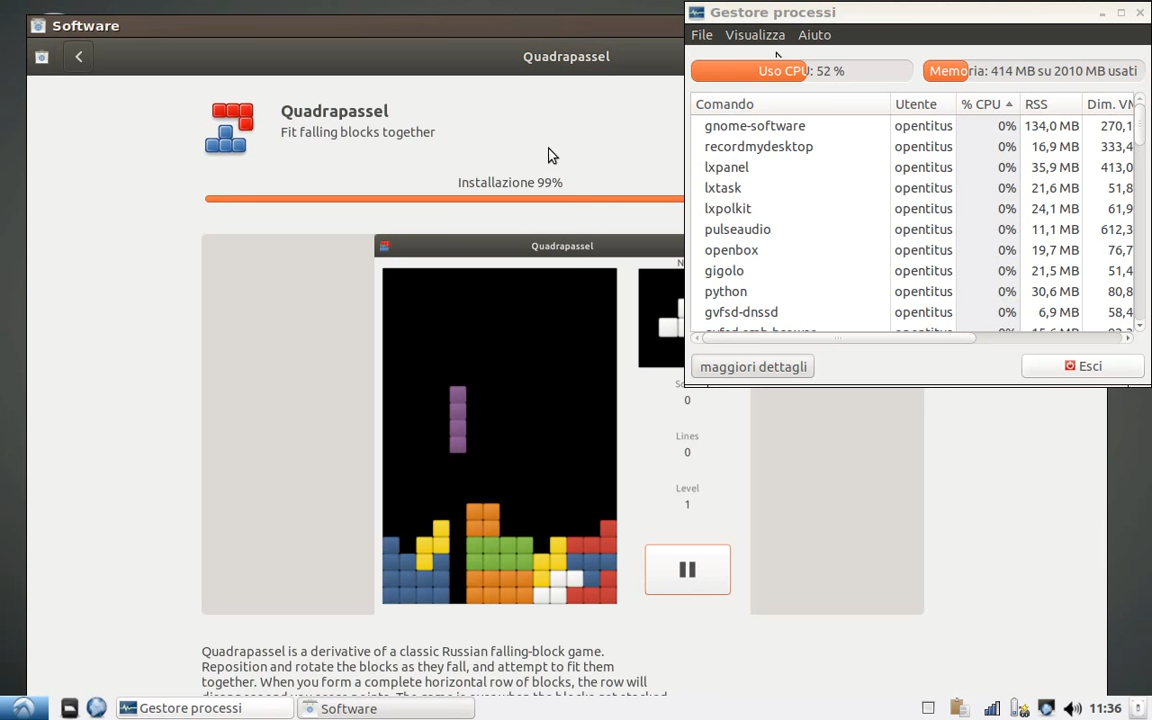 Software
Quadrapassel
Quadrapassel
Fit falling blocks together
Installazione 99%
Quadrapassel
N
0
Lines
0
Level
1
Quadrapassel is a derivative of a classic Russian falling-block game.
Reposition and rotate the blocks as they fall, and attempt to fit them
together. When you form a complete horizontal row of blocks, the row will
Gestore processi
File Visualizza Aiuto
Uso CPU: 52 % Memoria: 414 MB su 2010 MB usati
Comando Utente % CPU RSS Dim. VM
gnome-software opentitus 0% 134,0 MB 270,1
recordmydesktop opentitus 0% 16,9 MB 333,4
lxpanel opentitus 0% 35,9 MB 413,0
lxtask opentitus 0% 21,6 MB 51,8
lxpolkit opentitus 0% 24,1 MB 61,9
pulseaudio opentitus 0% 11,1 MB 612,3
openbox opentitus 0% 19,7 MB 76,7
gigolo opentitus 0% 21,5 MB 51,4
python opentitus 0% 30,6 MB 80,8
gvfsd-dnssd opentitus 0% 6,9 MB 58,4
maggiori dettagli Esci
Gestore processi Software 11:36